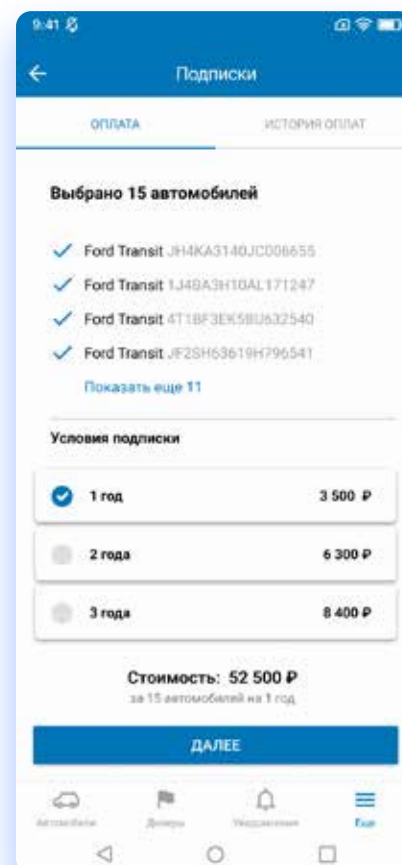 9:41
Подписки
ОПЛАТА
ИСТОРИЯ ОПЛАТ
Выбрано 15 автомобилей
Ford Transit JH4KA3140JC006655
Ford Transit 1J4BA3H10AL171247
Ford Transit 4T1BF3EK5BU632540
Ford Transit JF2SH63619H796541
Показать еще 11
Условия подписки
1 год 3 500 ₽
2 года 6 300 ₽
3 года 8 400 ₽
Стоимость: 52 500 ₽
за 15 автомобилей на 1 год
ДАЛЕЕ
Автомобили Дилеры Уведомления Еще